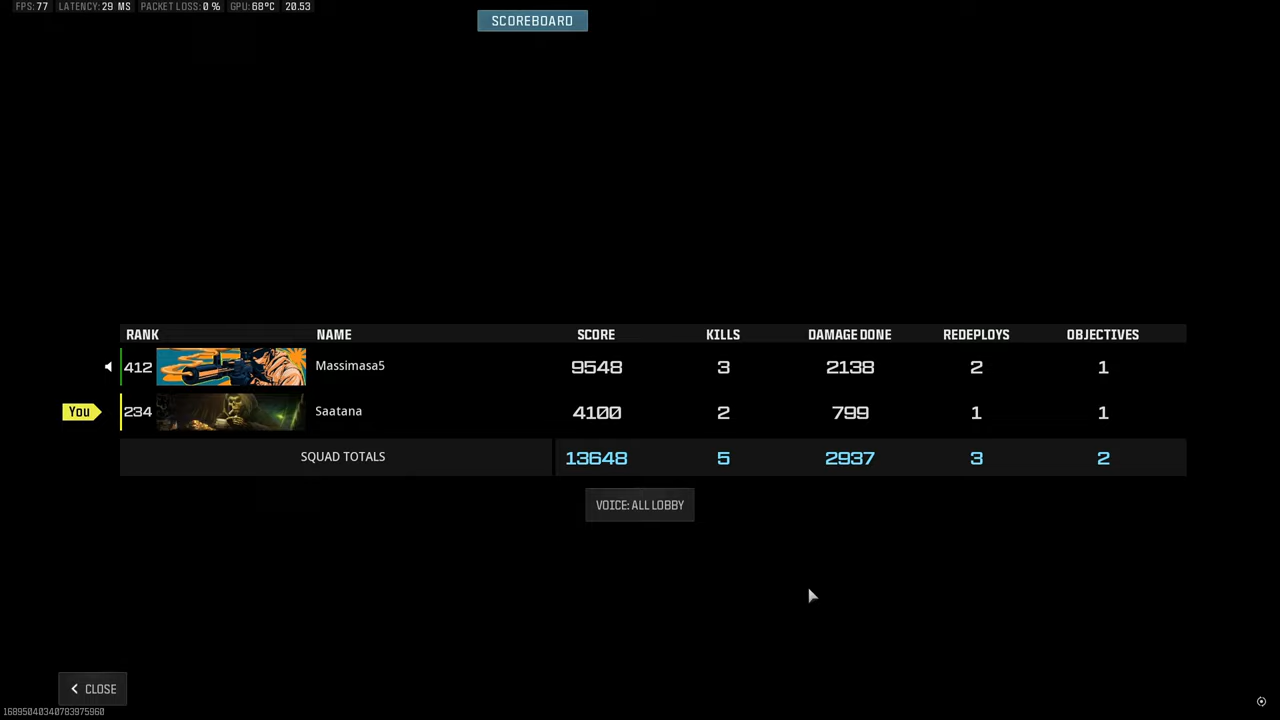 FPS: 77 LATENCY: 29 MS PACKET LOSS: 0 % GPU: 68°C 20.53
SCOREBOARD
RANK NAME SCORE KILLS DAMAGE DONE REDEPLOYS OBJECTIVES
412 Massimasa5 9548 3 2138 2 1
You 234 Saatana 4100 2 799 1 1
SQUAD TOTALS 13648 5 2937 3 2
VOICE: ALL LOBBY
CLOSE
16895040340783975960